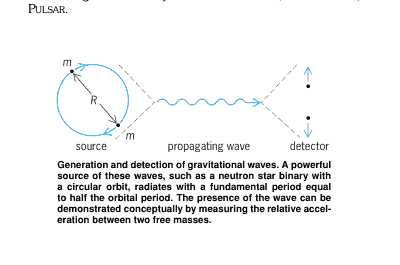 PULSAR.
m
R
m
source
propagating wave
detector
Generation and detection of gravitational waves. A powerful
source of these waves, such as a neutron star binary with
a circular orbit, radiates with a fundamental period equal
to half the orbital period. The presence of the wave can be
demonstrated conceptually by measuring the relative accel-
eration between two free masses.